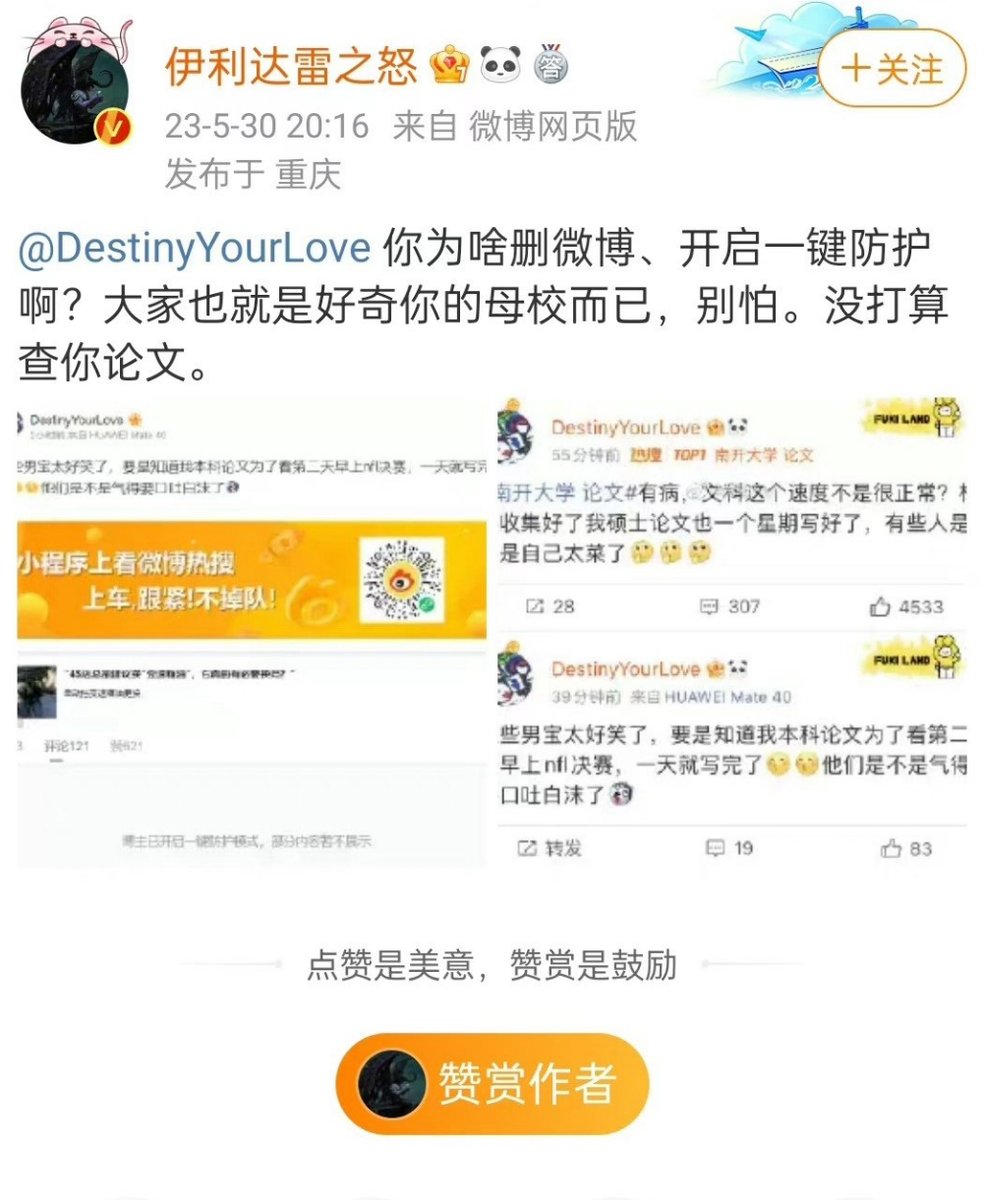 伊利达雷之怒
答
+关注
23-5-30 20:16 来自 微博网页版
发布于 重庆
@DestinyYourLove 你为啥删微博、开启一键防护
啊？大家也就是好奇你的母校而已，别怕。没打算
查你论文。
DestinyYourLove
来自 HUAWEI Mate 40
男宝太好笑了，要是知道我本科论文为了看第二天早上nfl决赛，一天就写完
他们是不是气得要口吐白沫了
小程序上看微博热搜
上车,跟紧!不掉队!
评论121 赞621
博主已开启一键防护模式，部分内容暂不展示
DestinyYourLove
FUKI LAND
55分钟前 热搜 TOP1 南开大学 论文
南开大学 论文#有病，文科这个速度不是很正常？
收集好了我硕士论文也一个星期写好了，有些人是
是自己太菜了
28 307 4533
DestinyYourLove
FUKI LAND
39分钟前 来自 HUAWEI Mate 40
些男宝太好笑了，要是知道我本科论文为了看第二
早上nfl决赛，一天就写完了他们是不是气得
口吐白沫了
转发 19 83
点赞是美意，赞赏是鼓励
赞赏作者